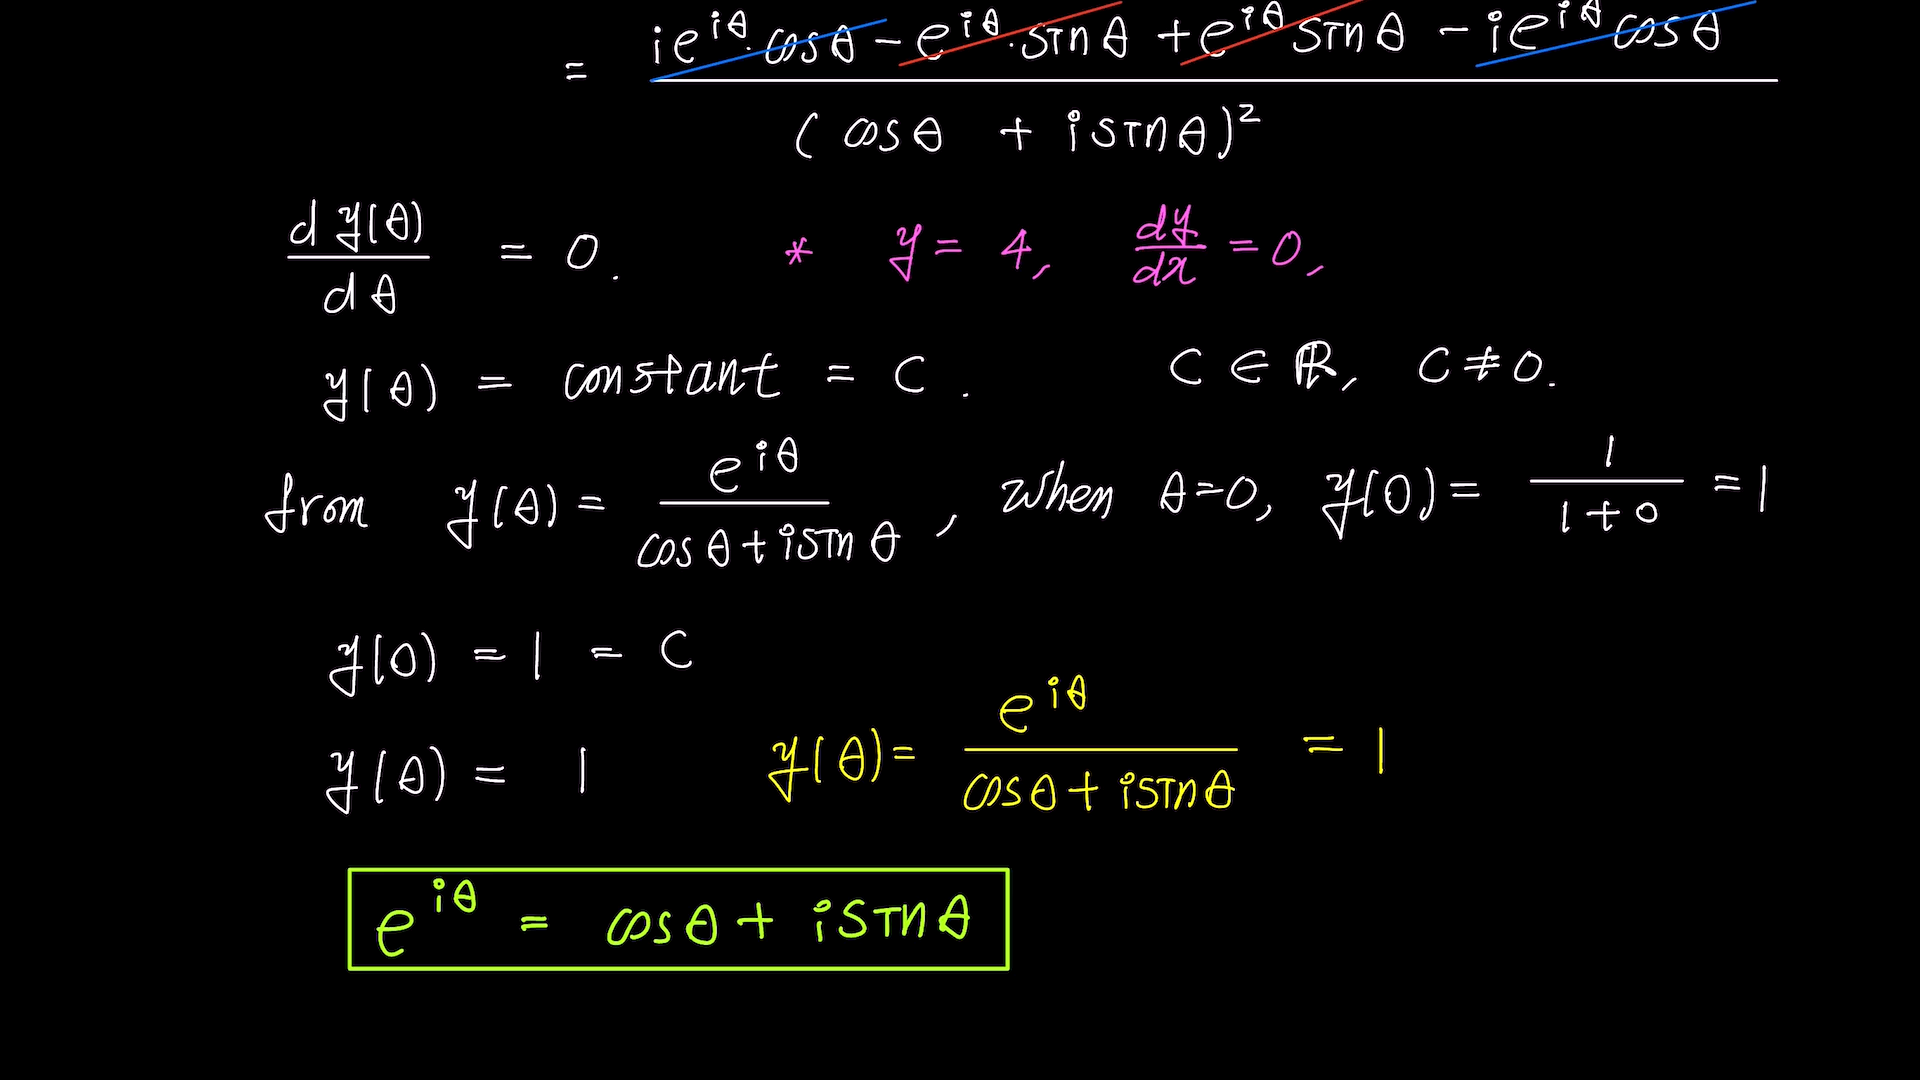 = (ie^{iθ}·cosθ − e^{iθ}·sinθ + e^{iθ} sinθ − ie^{iθ} cosθ) / (cosθ + isinθ)²
dy(θ)/dθ = 0. * y = 4, dy/dx = 0,
y(θ) = constant = C. C ∈ ℝ, C ≠ 0.
from y(θ) = e^{iθ} / (cosθ + isinθ), when θ=0, y(0) = 1/(1+0) = 1
y(0) = 1 = C
y(θ) = 1 y(θ) = e^{iθ} / (cosθ + isinθ) = 1
e^{iθ} = cosθ + isinθ